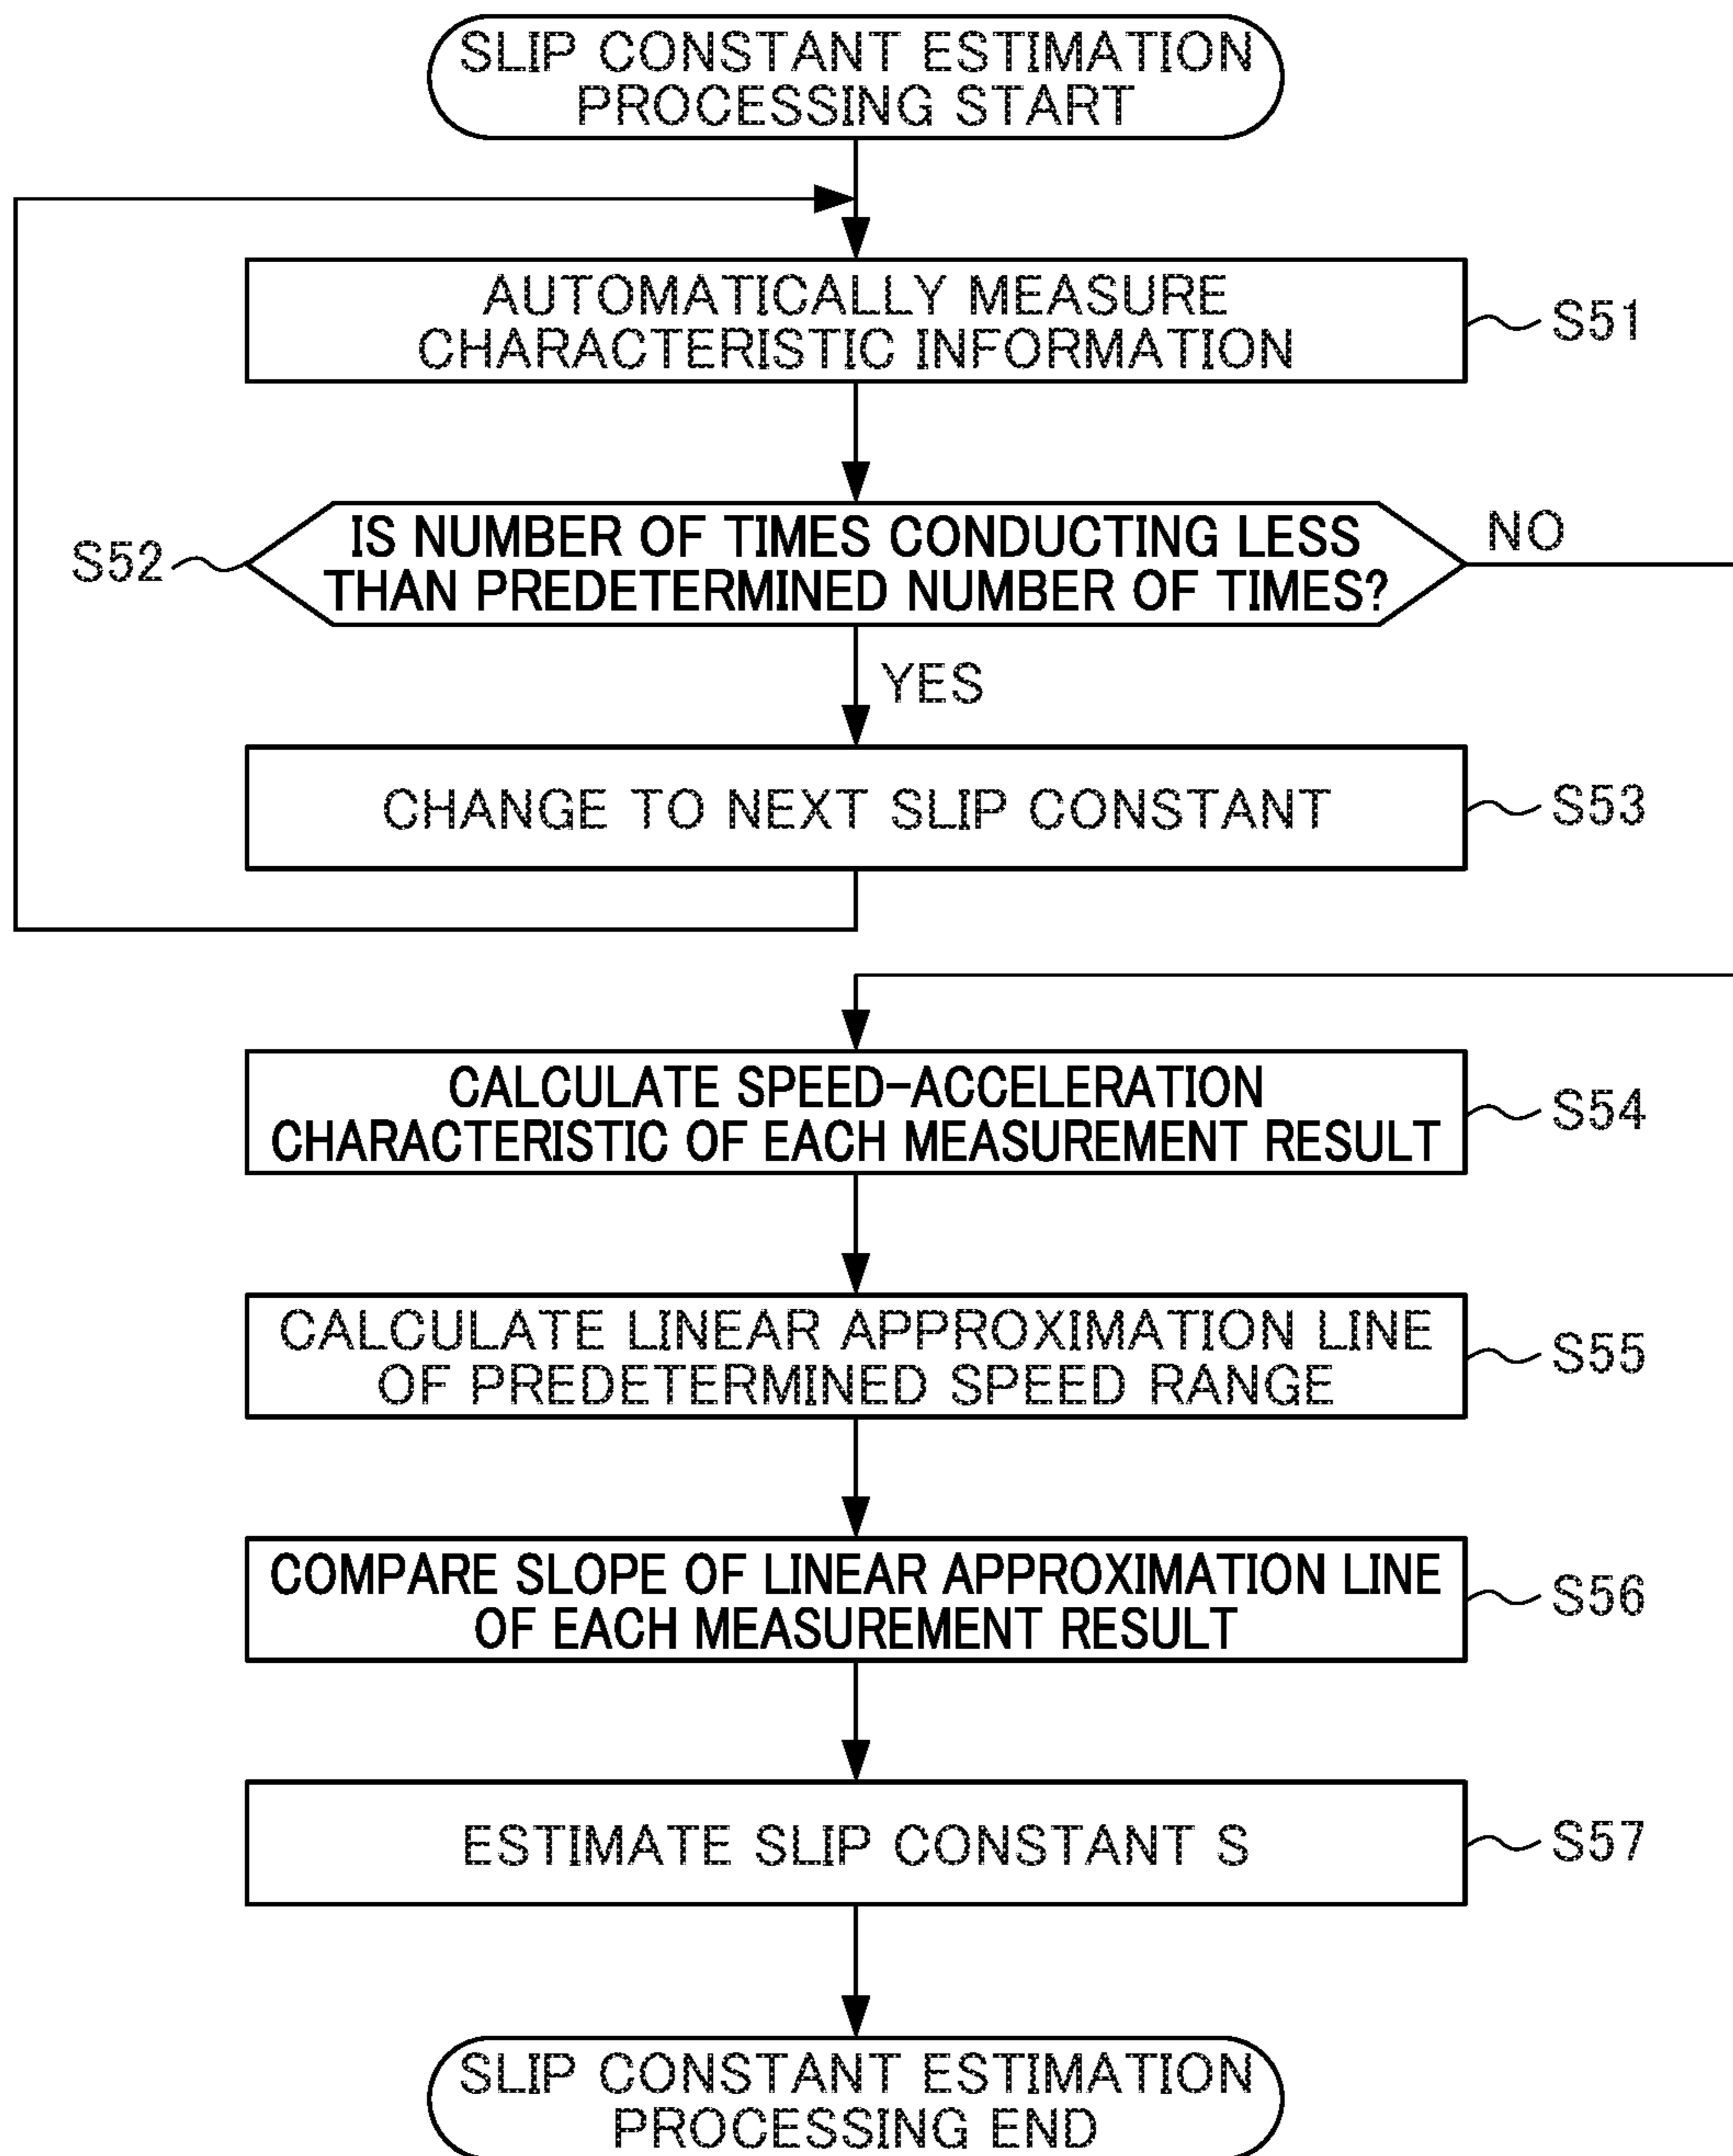 SLIP CONSTANT ESTIMATION
PROCESSING START
AUTOMATICALLY MEASURE
CHARACTERISTIC INFORMATION
S51
S52
IS NUMBER OF TIMES CONDUCTING LESS
THAN PREDETERMINED NUMBER OF TIMES?
NO
YES
CHANGE TO NEXT SLIP CONSTANT
S53
CALCULATE SPEED-ACCELERATION
CHARACTERISTIC OF EACH MEASUREMENT RESULT
S54
CALCULATE LINEAR APPROXIMATION LINE
OF PREDETERMINED SPEED RANGE
S55
COMPARE SLOPE OF LINEAR APPROXIMATION LINE
OF EACH MEASUREMENT RESULT
S56
ESTIMATE SLIP CONSTANT S
S57
SLIP CONSTANT ESTIMATION
PROCESSING END